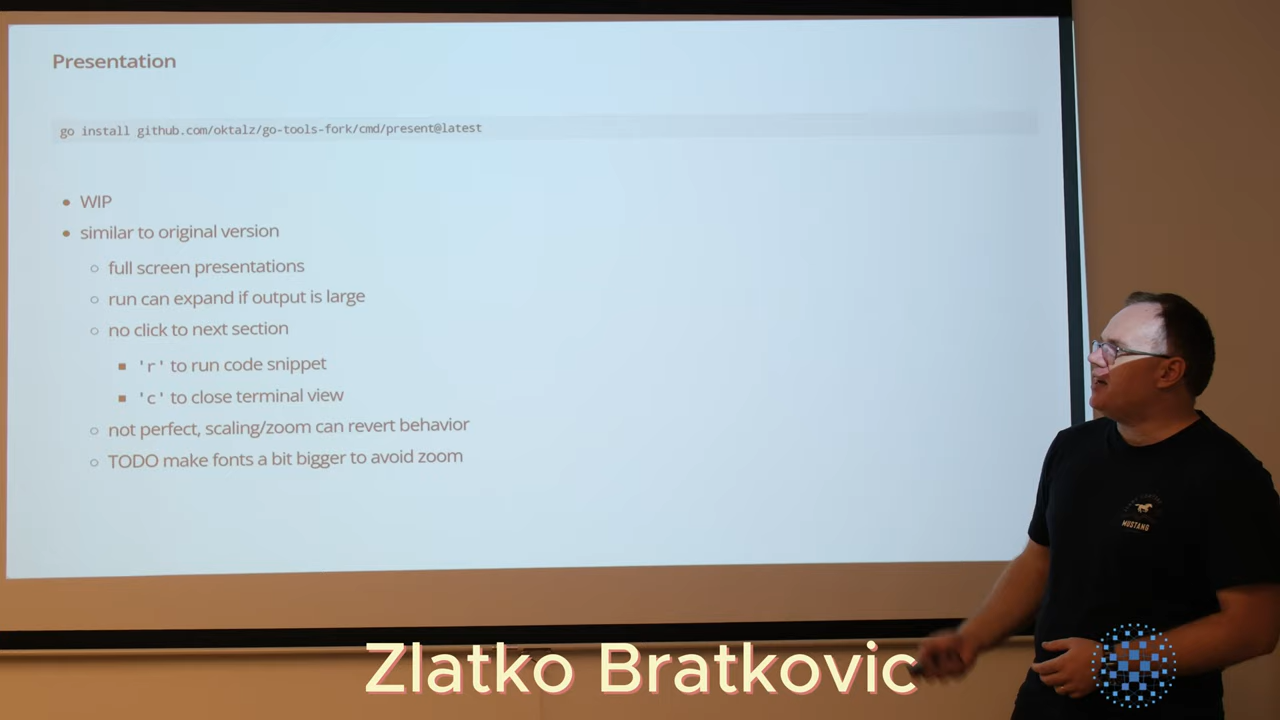 Presentation
go install github.com/oktalz/go-tools-fork/cmd/present@latest
WIP
similar to original version
full screen presentations
run can expand if output is large
no click to next section
'r' to run code snippet
'c' to close terminal view
not perfect, scaling/zoom can revert behavior
TODO make fonts a bit bigger to avoid zoom
MUSTANG
Zlatko Bratkovic